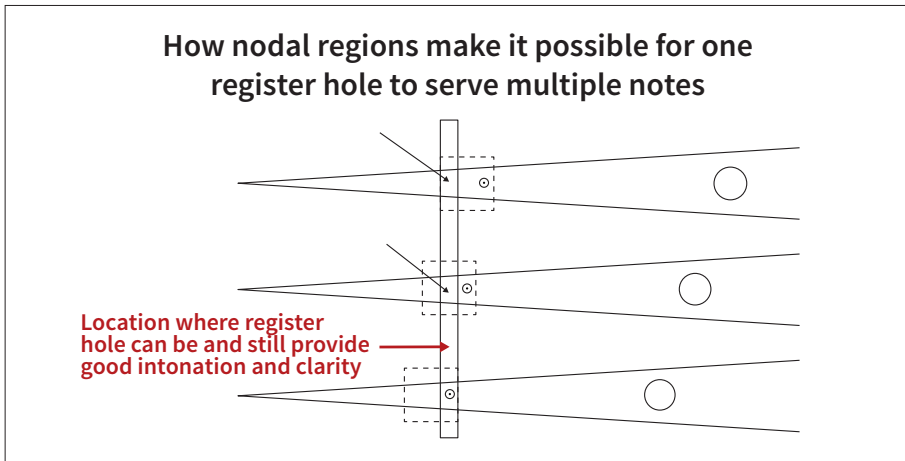 How nodal regions make it possible for one
register hole to serve multiple notes
Location where register
hole can be and still provide
good intonation and clarity